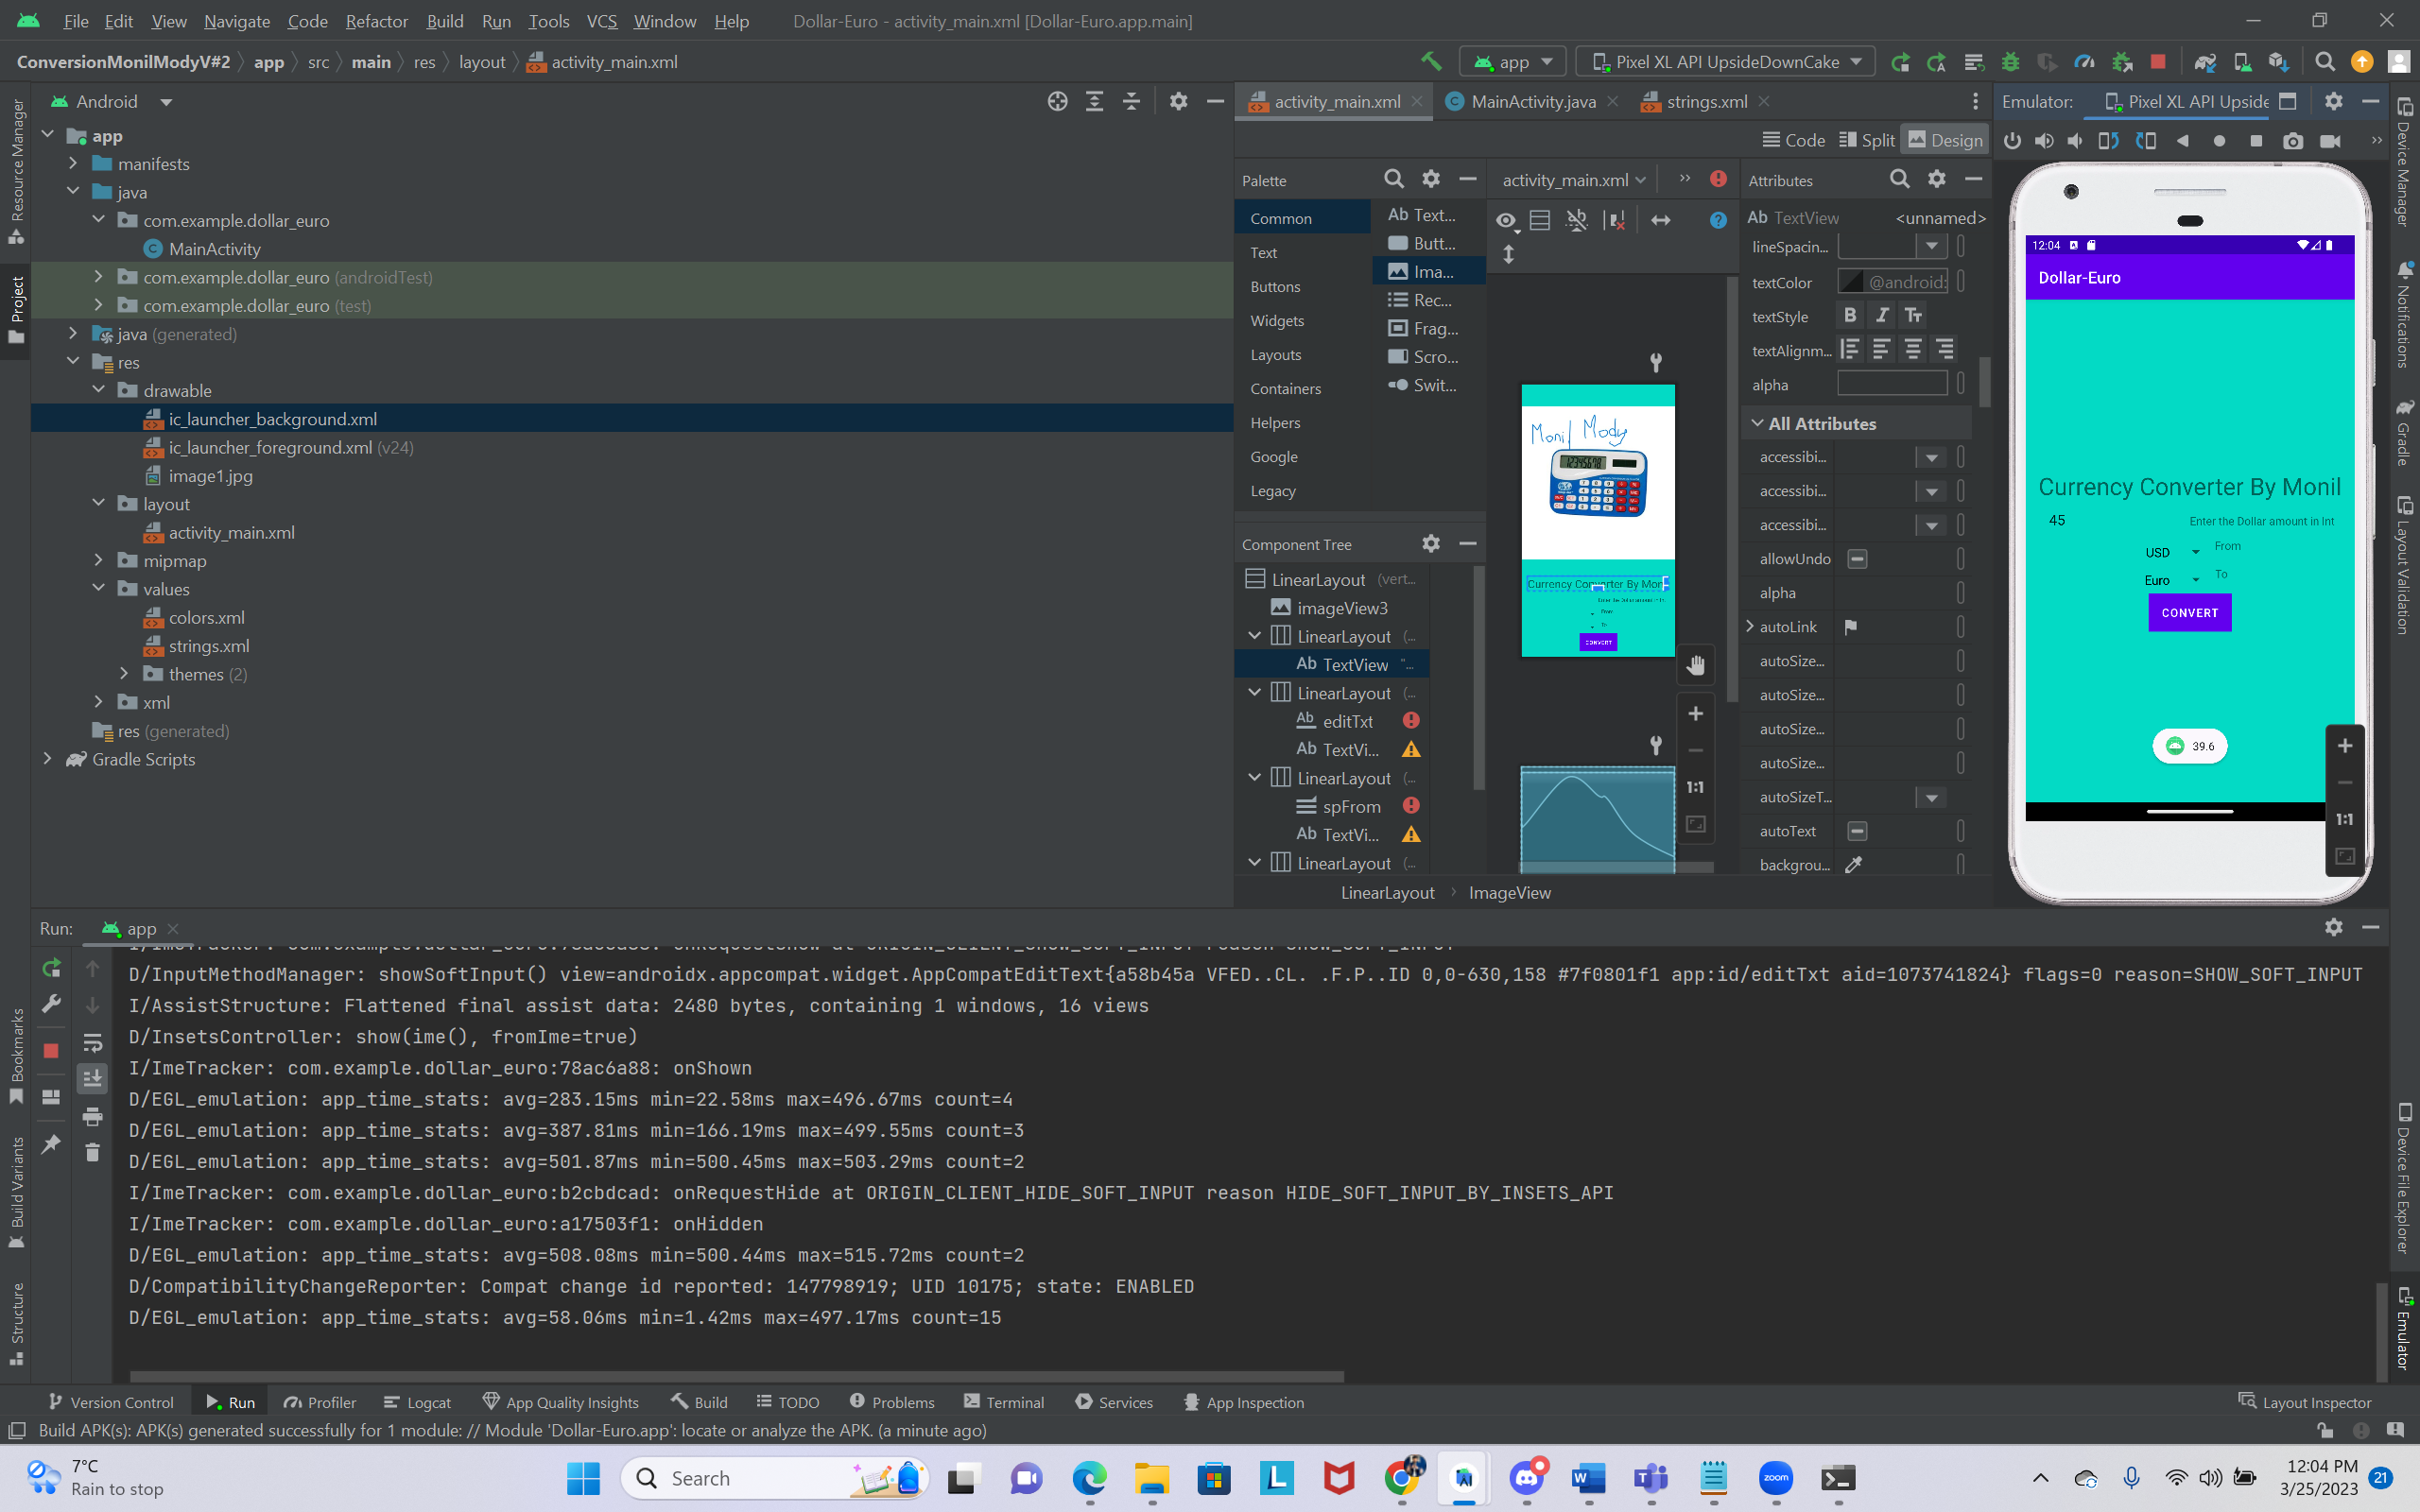 File Edit View Navigate Code Refactor Build Run Tools VCS Window Help Dollar-Euro - activity_main.xml [Dollar-Euro.app.main]
ConversionMonilModyV#2 app src main res layout activity_main.xml app Pixel XL API UpsideDownCake
Resource Manager
Project
Bookmarks
Build Variants
Structure
Android
app
manifests
java
com.example.dollar_euro
MainActivity
com.example.dollar_euro (androidTest)
com.example.dollar_euro (test)
java (generated)
res
drawable
ic_launcher_background.xml
ic_launcher_foreground.xml (v24)
image1.jpg
layout
activity_main.xml
mipmap
values
colors.xml
strings.xml
themes (2)
xml
res (generated)
Gradle Scripts
activity_main.xml MainActivity.java strings.xml
Code Split Design
Palette
Common
Text
Buttons
Widgets
Layouts
Containers
Helpers
Google
Legacy
Ab Text...
Butt...
Ima...
Rec...
Frag...
Scro...
Swit...
Component Tree
LinearLayout (vert...
imageView3
LinearLayout (...
Ab TextView "...
LinearLayout (...
Ab editTxt
Ab TextVi...
LinearLayout (...
spFrom
Ab TextVi...
LinearLayout (...
activity_main.xml
Monil Mody
12345678
Currency Converter By Mon
Enter the Dollar amount in Int
From
To
CONVERT
1:1
LinearLayout ImageView
Attributes
Ab TextView <unnamed>
lineSpacin...
textColor @android:
textStyle B I Tт
textAlignm...
alpha
All Attributes
accessibi...
accessibi...
accessibi...
allowUndo
alpha
autoLink
autoSize...
autoSize...
autoSize...
autoSize...
autoSizeT...
autoText
backgrou...
Emulator: Pixel XL API Upside
12:04
Dollar-Euro
Currency Converter By Monil
45 Enter the Dollar amount in Int
USD From
Euro To
CONVERT
39.6
1:1
Device Manager
Notifications
Gradle
Layout Validation
Device File Explorer
Emulator
Run: app
D/InputMethodManager: showSoftInput() view=androidx.appcompat.widget.AppCompatEditText{a58b45a VFED..CL. .F.P..ID 0,0-630,158 #7f0801f1 app:id/editTxt aid=1073741824} flags=0 reason=SHOW_SOFT_INPUT
I/AssistStructure: Flattened final assist data: 2480 bytes, containing 1 windows, 16 views
D/InsetsController: show(ime(), fromIme=true)
I/ImeTracker: com.example.dollar_euro:78ac6a88: onShown
D/EGL_emulation: app_time_stats: avg=283.15ms min=22.58ms max=496.67ms count=4
D/EGL_emulation: app_time_stats: avg=387.81ms min=166.19ms max=499.55ms count=3
D/EGL_emulation: app_time_stats: avg=501.87ms min=500.45ms max=503.29ms count=2
I/ImeTracker: com.example.dollar_euro:b2cbdcad: onRequestHide at ORIGIN_CLIENT_HIDE_SOFT_INPUT reason HIDE_SOFT_INPUT_BY_INSETS_API
I/ImeTracker: com.example.dollar_euro:a17503f1: onHidden
D/EGL_emulation: app_time_stats: avg=508.08ms min=500.44ms max=515.72ms count=2
D/CompatibilityChangeReporter: Compat change id reported: 147798919; UID 10175; state: ENABLED
D/EGL_emulation: app_time_stats: avg=58.06ms min=1.42ms max=497.17ms count=15
Version Control Run Profiler Logcat App Quality Insights Build TODO Problems Terminal Services App Inspection Layout Inspector
Build APK(s): APK(s) generated successfully for 1 module: // Module 'Dollar-Euro.app': locate or analyze the APK. (a minute ago)
7°C
Rain to stop
Search
zoom
12:04 PM
3/25/2023
21